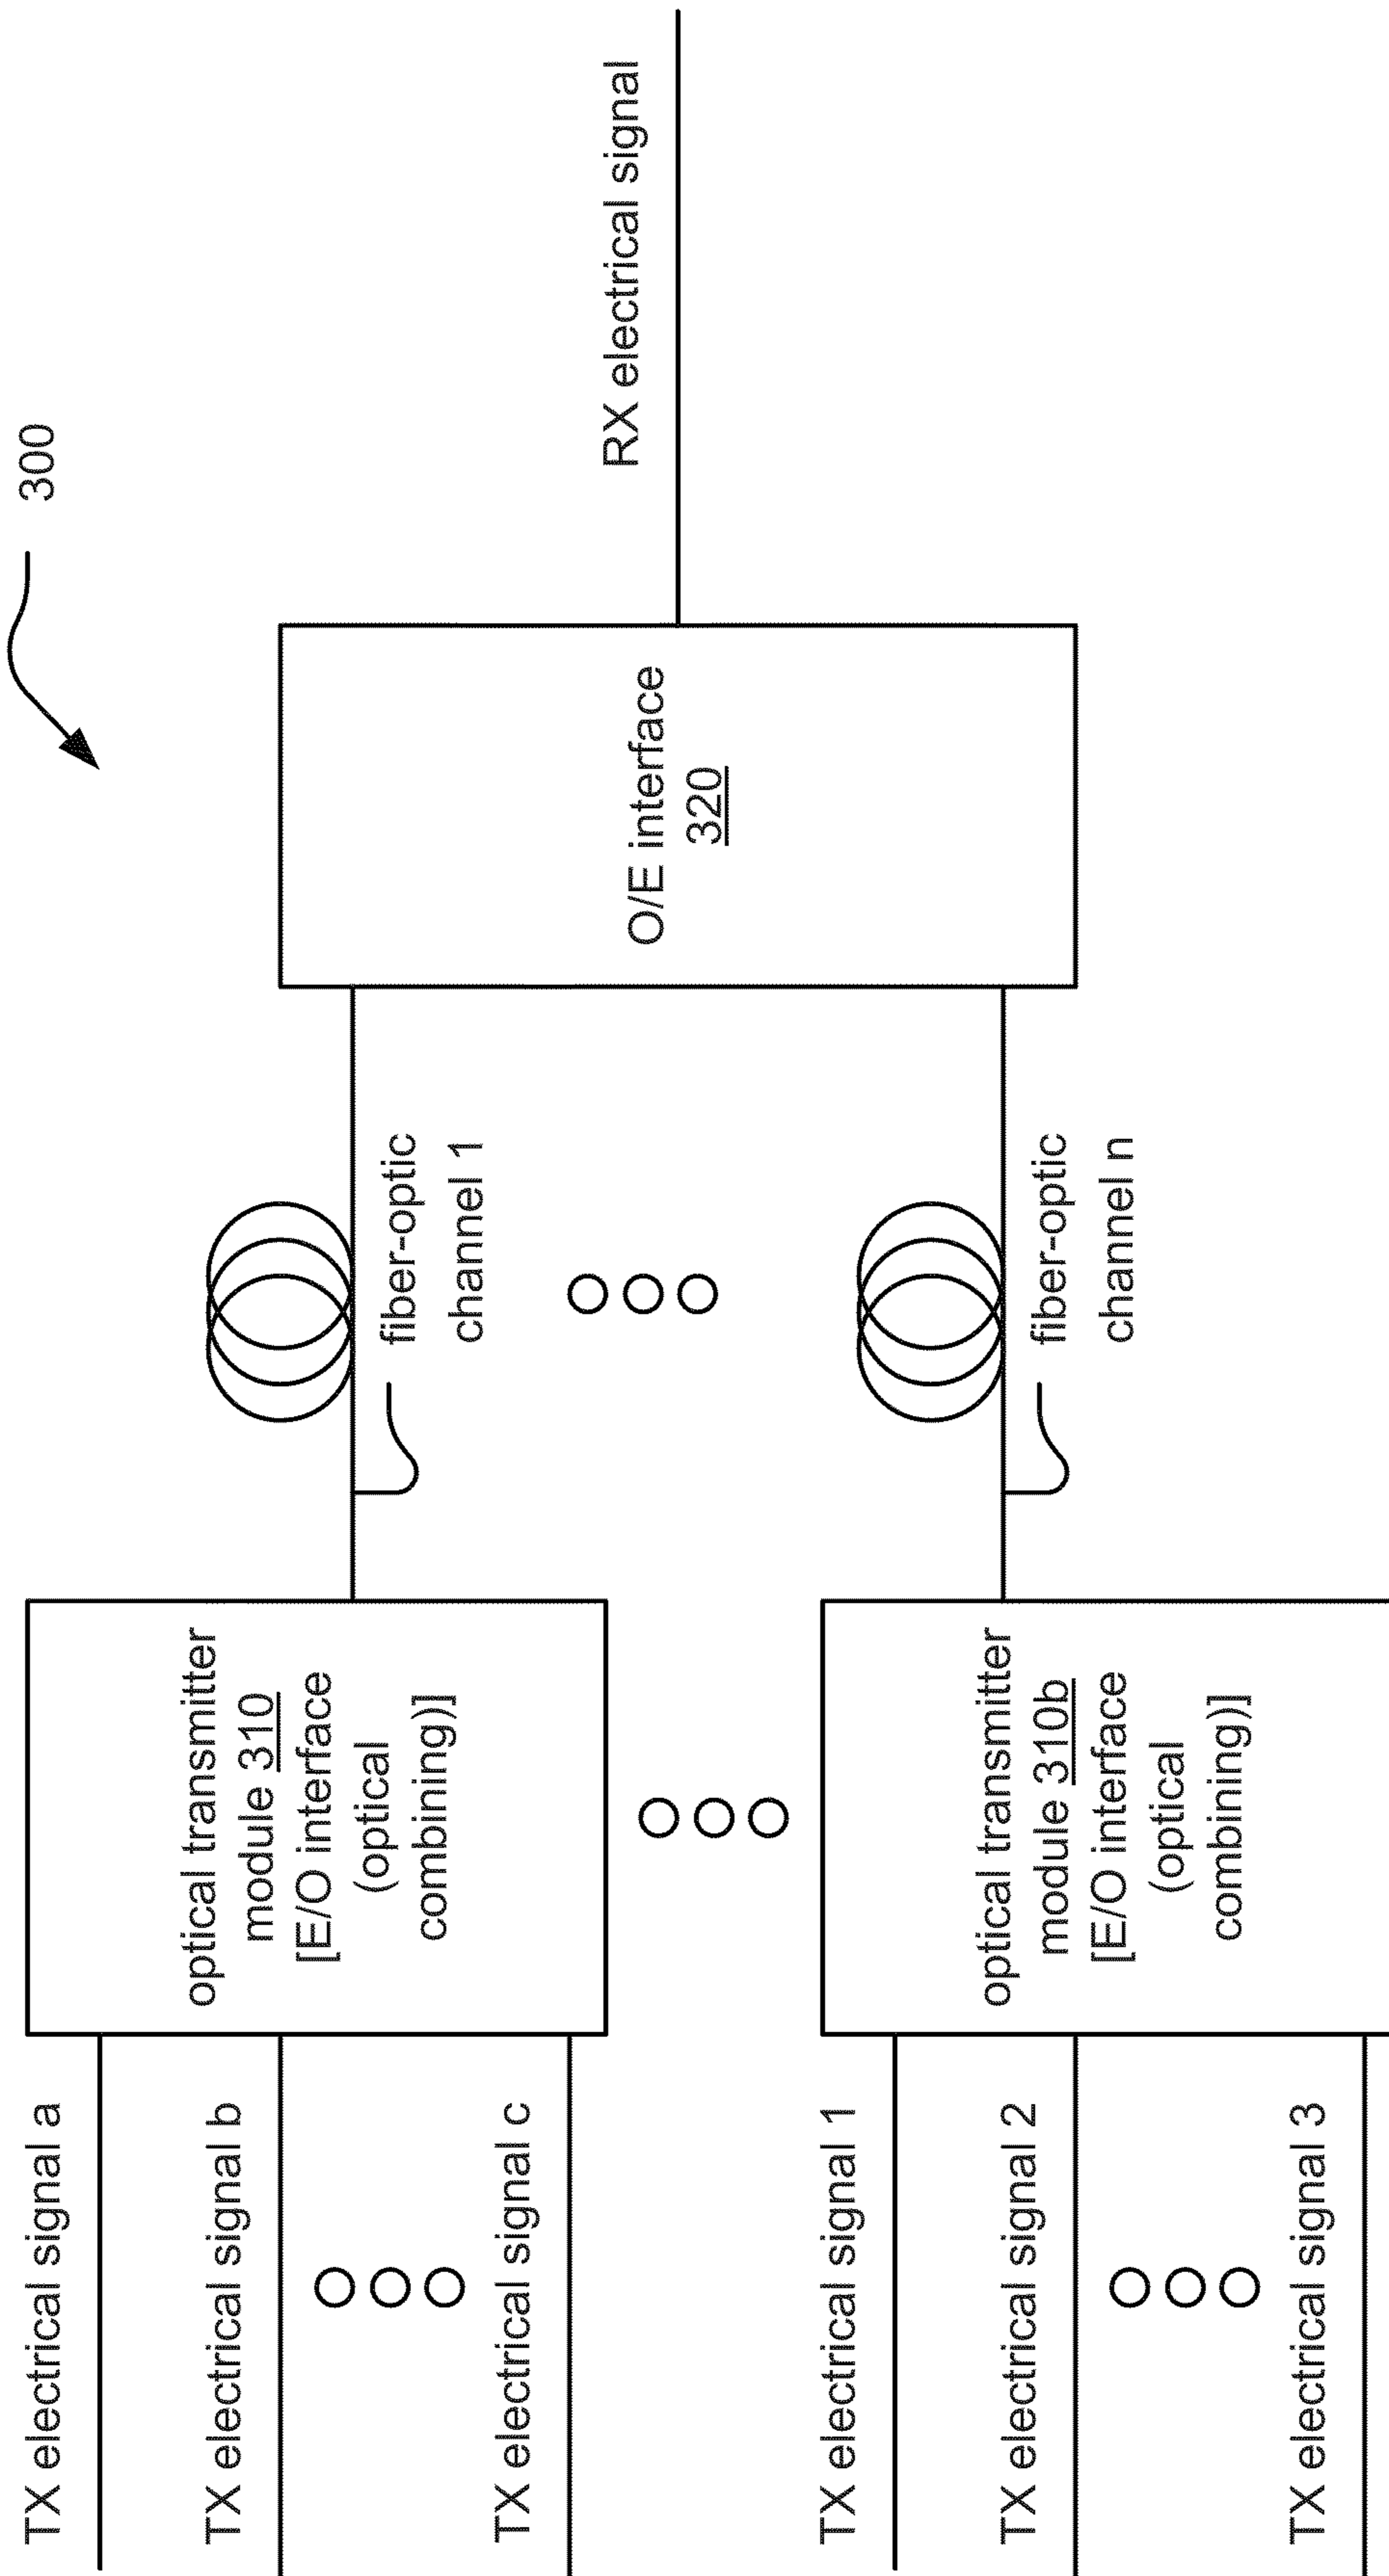 300
TX electrical signal a
TX electrical signal b
TX electrical signal c
optical transmitter
module 310
[E/O interface
(optical
combining)]
fiber-optic
channel 1
O/E interface
320
RX electrical signal
TX electrical signal 1
TX electrical signal 2
TX electrical signal 3
optical transmitter
module 310b
[E/O interface
(optical
combining)]
fiber-optic
channel n